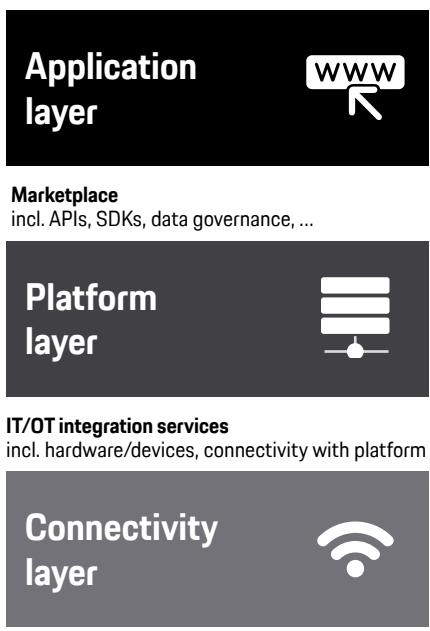 Application
layer
WWW
Marketplace
incl. APIs, SDKs, data governance, ...
Platform
layer
IT/OT integration services
incl. hardware/devices, connectivity with platform
Connectivity
layer